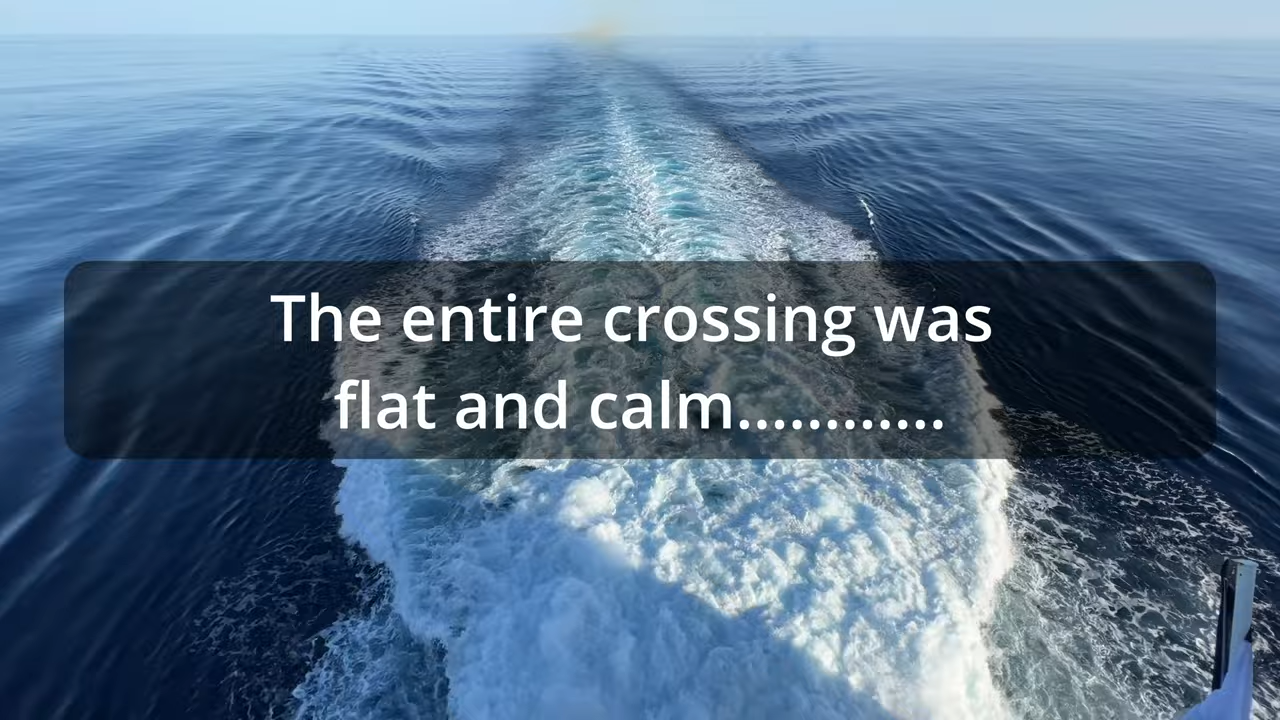 The entire crossing was
flat and calm............